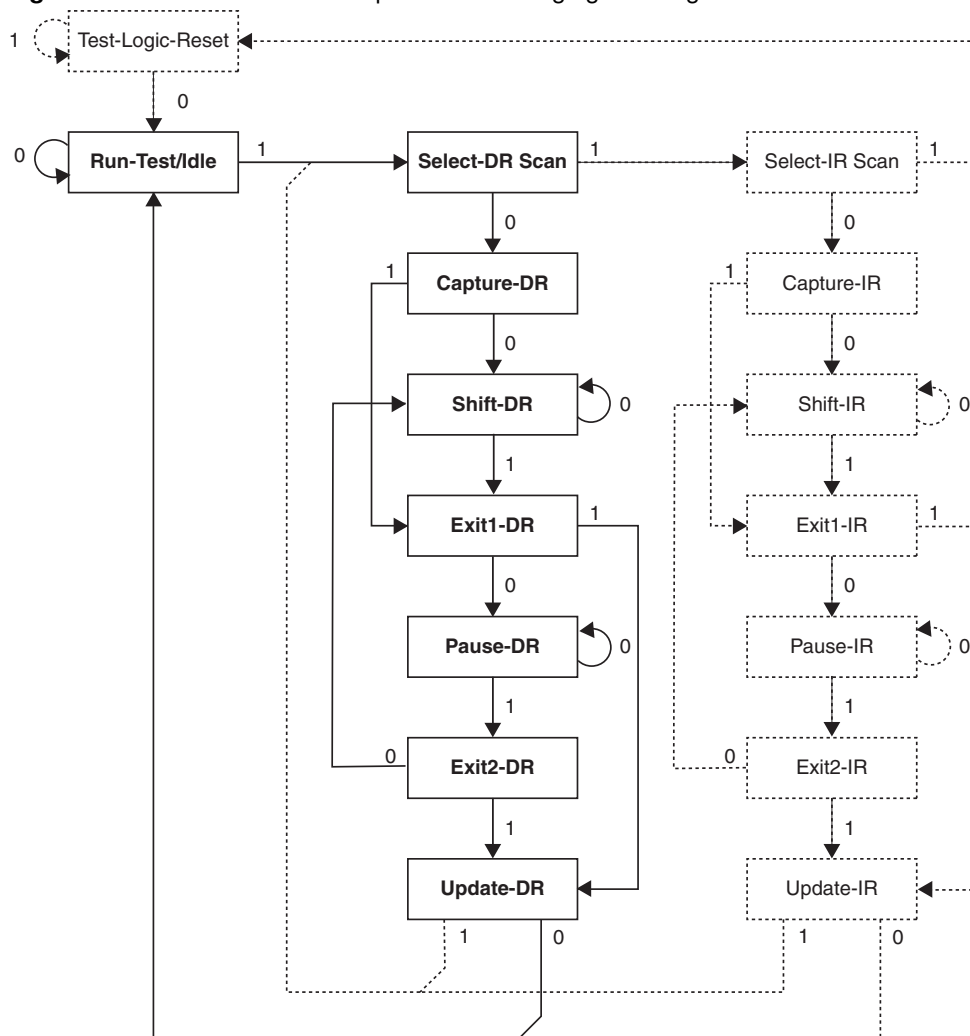 1 Test-Logic-Reset
0
0 Run-Test/Idle 1 Select-DR Scan 1 Select-IR Scan 1
0 0
1 Capture-DR 1 Capture-IR
0 0
Shift-DR 0 Shift-IR 0
1 1
Exit1-DR 1 Exit1-IR 1
0 0
Pause-DR 0 Pause-IR 0
1 1
0 Exit2-DR 0 Exit2-IR
1 1
Update-DR Update-IR
1 0 1 0